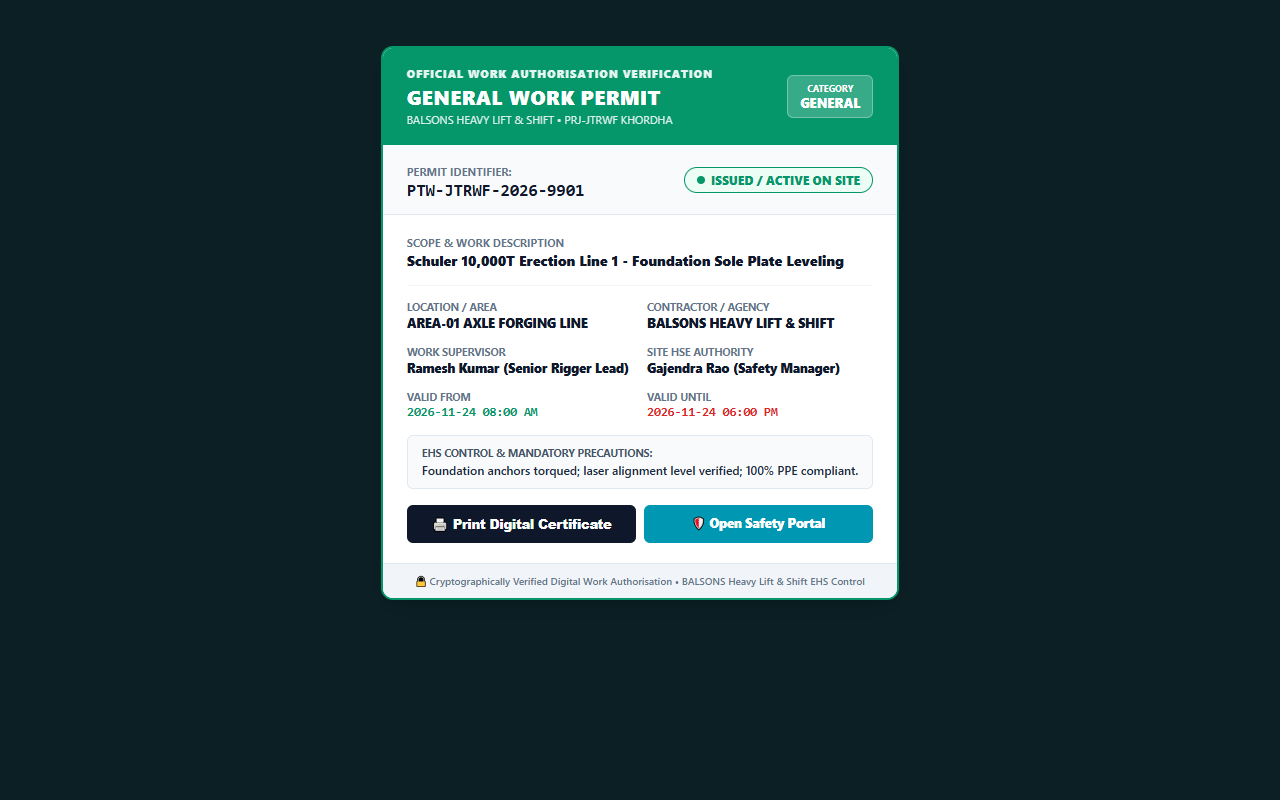 OFFICIAL WORK AUTHORISATION VERIFICATION
GENERAL WORK PERMIT
BALSONS HEAVY LIFT & SHIFT • PRJ-JTRWF KHORDHA
CATEGORY
GENERAL
PERMIT IDENTIFIER:
PTW-JTRWF-2026-9901
ISSUED / ACTIVE ON SITE
SCOPE & WORK DESCRIPTION
Schuler 10,000T Erection Line 1 - Foundation Sole Plate Leveling
LOCATION / AREA
AREA-01 AXLE FORGING LINE
CONTRACTOR / AGENCY
BALSONS HEAVY LIFT & SHIFT
WORK SUPERVISOR
Ramesh Kumar (Senior Rigger Lead)
SITE HSE AUTHORITY
Gajendra Rao (Safety Manager)
VALID FROM
2026-11-24 08:00 AM
VALID UNTIL
2026-11-24 06:00 PM
EHS CONTROL & MANDATORY PRECAUTIONS:
Foundation anchors torqued; laser alignment level verified; 100% PPE compliant.
Print Digital Certificate
Open Safety Portal
Cryptographically Verified Digital Work Authorisation • BALSONS Heavy Lift & Shift EHS Control